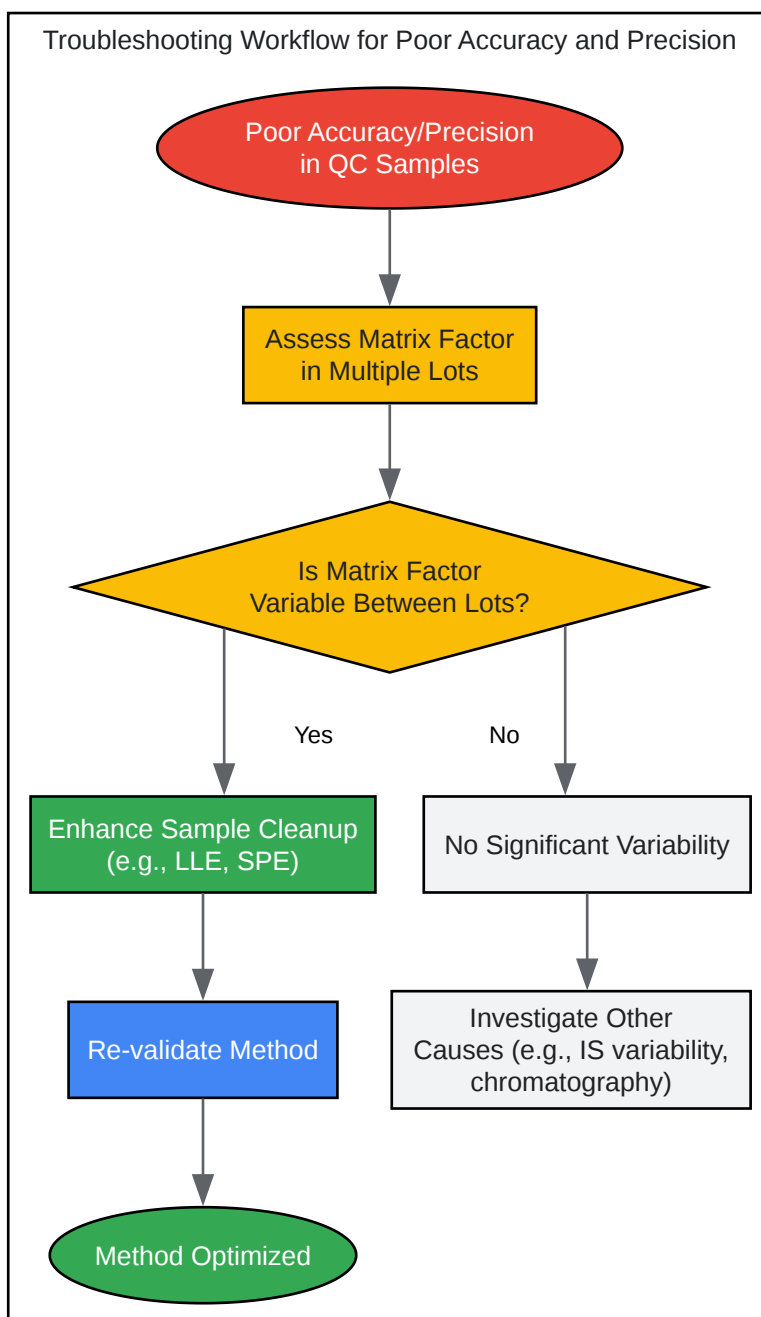 Troubleshooting Workflow for Poor Accuracy and Precision
Poor Accuracy/Precision
in QC Samples
Assess Matrix Factor
in Multiple Lots
Is Matrix Factor
Variable Between Lots?
Yes
No
Enhance Sample Cleanup
(e.g., LLE, SPE)
No Significant Variability
Re-validate Method
Investigate Other
Causes (e.g., IS variability,
chromatography)
Method Optimized